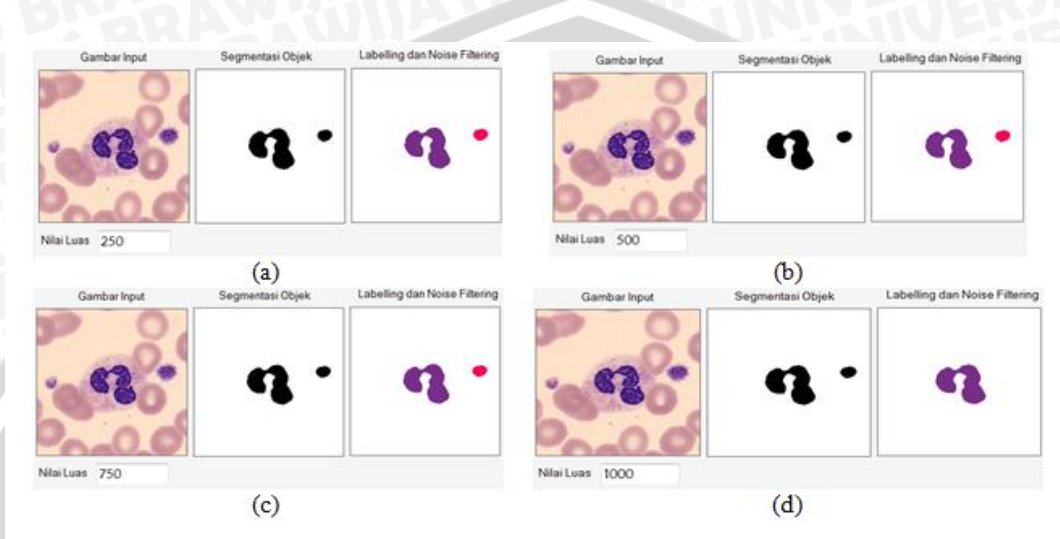 Gambar Input Segmentasi Objek Labelling dan Noise Filtering
Nilai Luas 250
(a)
Gambar Input Segmentasi Objek Labelling dan Noise Filtering
Nilai Luas 500
(b)
Gambar Input Segmentasi Objek Labelling dan Noise Filtering
Nilai Luas 750
(c)
Gambar Input Segmentasi Objek Labelling dan Noise Filtering
Nilai Luas 1000
(d)